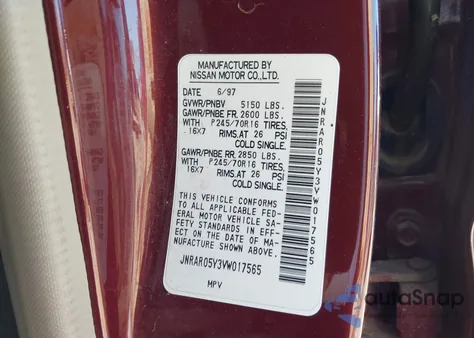 MANUFACTURED BY
NISSAN MOTOR CO.,LTD.
DATE 6/97
GVWR/PNBV 5150 LBS.
GAWR/PNBE FR. 2600 LBS.
WITH P245/70R16 TIRES,
16X7 RIMS.AT 26 PSI
COLD SINGLE.
GAWR/PNBE RR. 2850 LBS.
WITH P245/70R16 TIRES,
16X7 RIMS.AT 26 PSI
COLD SINGLE.
THIS VEHICLE CONFORMS
TO ALL APPLICABLE FED-
ERAL MOTOR VEHICLE SA-
FETY STANDARDS IN EFF-
ECT ON THE DATE OF
MANUFACTURE SHOWN
ABOVE.
JNRAR05Y3VW017565
MPV
JNRAR05Y3VW017565
autoSnap